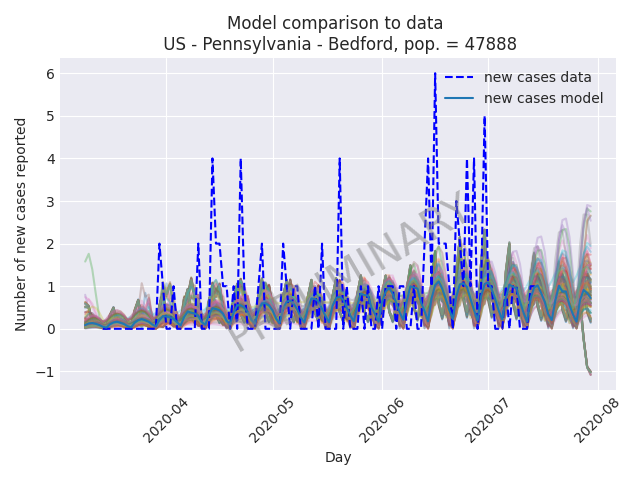 Model comparison to data
US - Pennsylvania - Bedford, pop. = 47888
new cases data
new cases model
Number of new cases reported
6
5
4
3
2
1
0
−1
PRELIMINARY
2020-04
2020-05
2020-06
2020-07
2020-08
Day